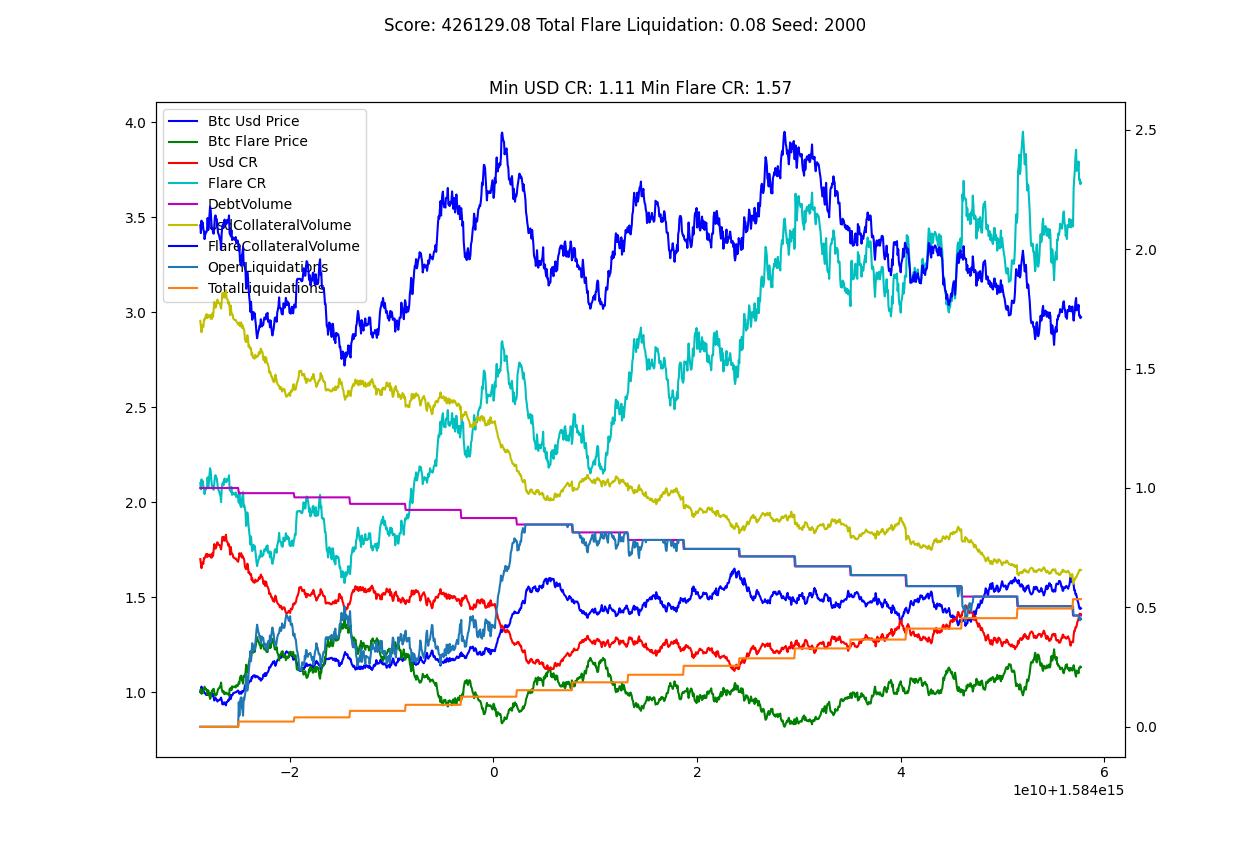 Score: 426129.08 Total Flare Liquidation: 0.08 Seed: 2000
Min USD CR: 1.11 Min Flare CR: 1.57
Btc Usd Price
Btc Flare Price
Usd CR
Flare CR
DebtVolume
UsdCollateralVolume
FlareCollateralVolume
OpenLiquidations
TotalLiquidations
4.0
3.5
3.0
2.5
2.0
1.5
1.0
2.5
2.0
1.5
1.0
0.5
0.0
−2
0
2
4
6
1e10+1.584e15